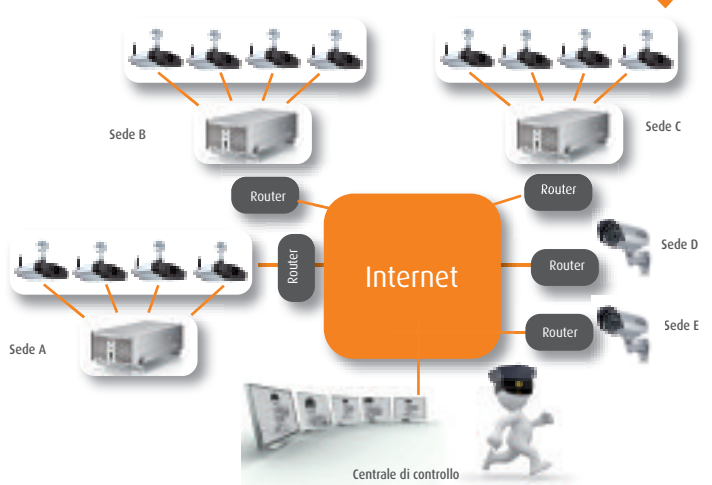 Sede B
Sede C
Router
Router
Router
Internet
Router
Sede D
Router
Sede E
Sede A
Centrale di controllo